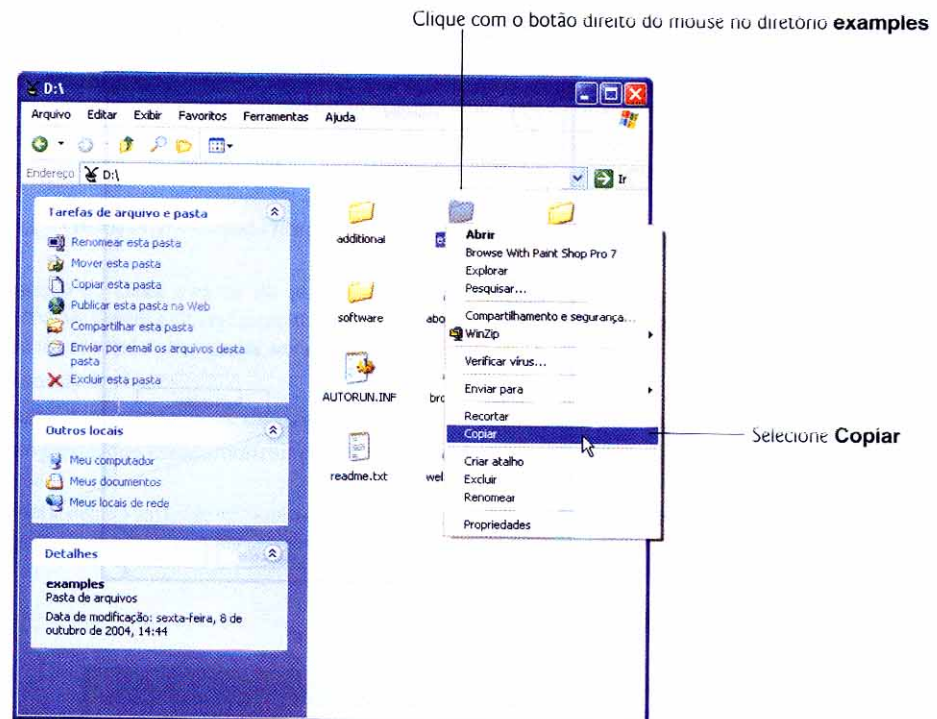 Clique com o botão direito do mouse no diretório examples
D:\
Arquivo Editar Exibir Favoritos Ferramentas Ajuda
Endereço D:\ Ir
Tarefas de arquivo e pasta
Renomear esta pasta
Mover esta pasta
Copiar esta pasta
Publicar esta pasta na Web
Compartilhar esta pasta
Enviar por email os arquivos desta
pasta
Excluir esta pasta
Outros locais
Meu computador
Meus documentos
Meus locais de rede
Detalhes
examples
Pasta de arquivos
Data de modificação: sexta-feira, 8 de
outubro de 2004, 14:44
additional
software
AUTORUN.INF
readme.txt
Abrir
Browse With Paint Shop Pro 7
Explorar
Pesquisar...
Compartilhamento e segurança...
WinZip
Verificar vírus...
Enviar para
Recortar
Copiar
Criar atalho
Excluir
Renomear
Propriedades
Selecione Copiar